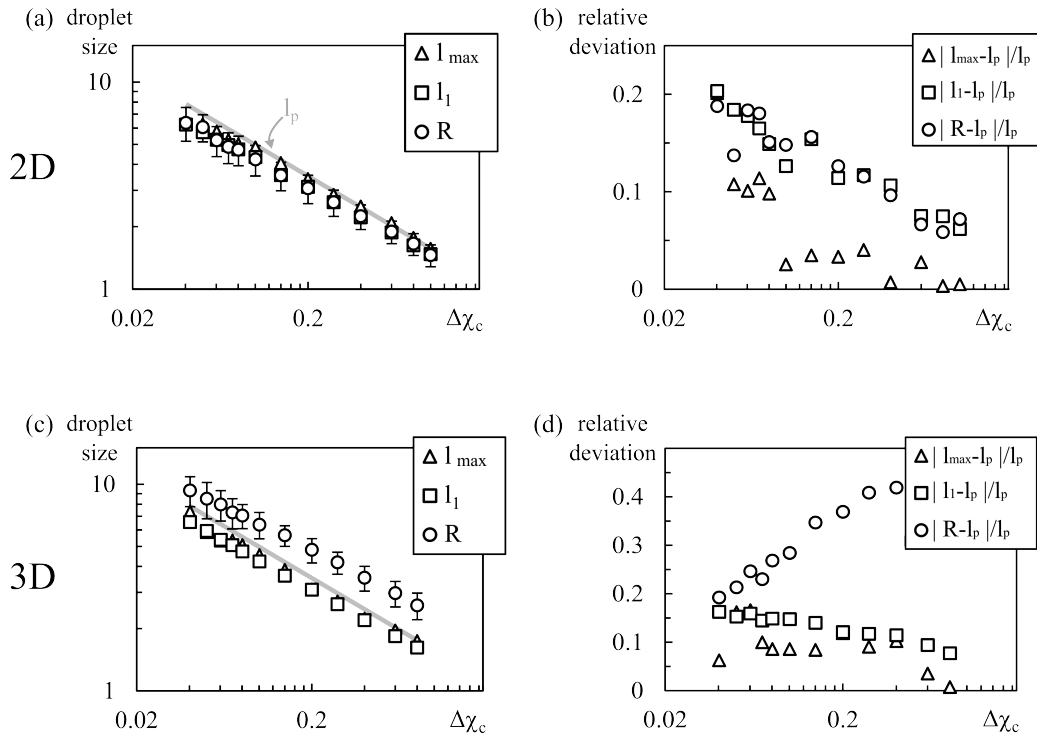 (a) droplet size
10
1
0.02 0.2 Δχc
l max
l1
R
lp
2D
(b) relative deviation
0.2
0.1
0
0.02 0.2 Δχc
| lmax-lp |/lp
| l1-lp |/lp
| R-lp |/lp
(c) droplet size
10
1
0.02 0.2 Δχc
l max
l1
R
3D
(d) relative deviation
0.4
0.3
0.2
0.1
0
0.02 0.2 Δχc
| lmax-lp |/lp
| l1-lp |/lp
| R-lp |/lp